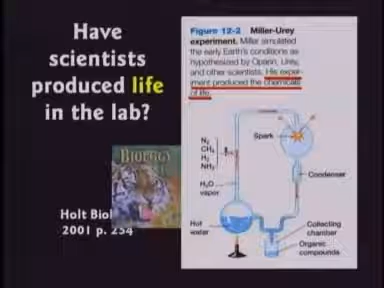 Have
scientists
produced life
in the lab?
Holt Bio
2001 p. 254
BIOLOGY
Figure 12-2 Miller-Urey
experiment. Miller simulated
the early Earth's conditions as
hypothesized by Oparin, Urey,
and other scientists. His exper-
iment produced the chemicals
of life.
N2
CH4
H2
NH3
H2O
vapor
Hot
water
Spark
Condenser
Collecting
chamber
Organic
compounds